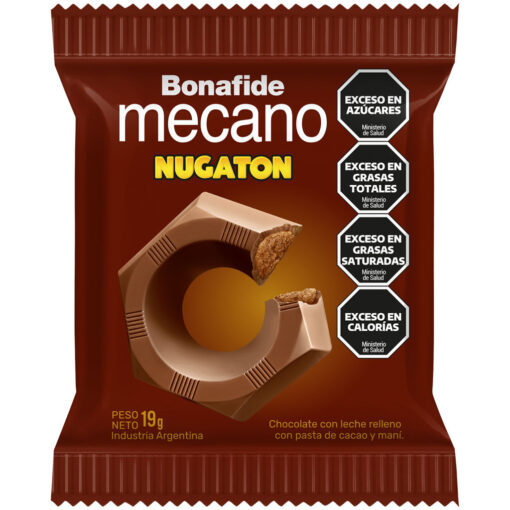 Bonafide
mecano
NUGATON
EXCESO EN
AZÚCARES
Ministerio
de Salud
EXCESO EN
GRASAS
TOTALES
Ministerio
de Salud
EXCESO EN
GRASAS
SATURADAS
Ministerio
de Salud
EXCESO EN
CALORÍAS
Ministerio
de Salud
PESO
NETO 19g
Industria Argentina
Chocolate con leche relleno
con pasta de cacao y maní.